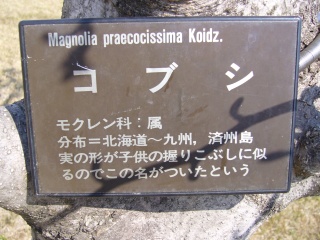 Magnolia praecocissima Koidz.
コブシ
モクレン科：属
分布＝北海道～九州，済州島
実の形が子供の握りこぶしに似
るのでこの名がついたという